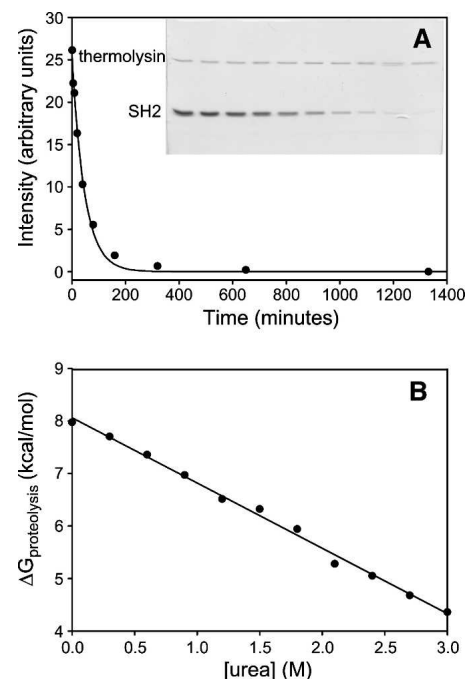 A
thermolysin
SH2
Intensity (arbitrary units)
30
25
20
15
10
5
0
0 200 400 600 800 1000 1200 1400
Time (minutes)
B
ΔGproteolysis (kcal/mol)
9
8
7
6
5
4
0.0 0.5 1.0 1.5 2.0 2.5 3.0
[urea] (M)